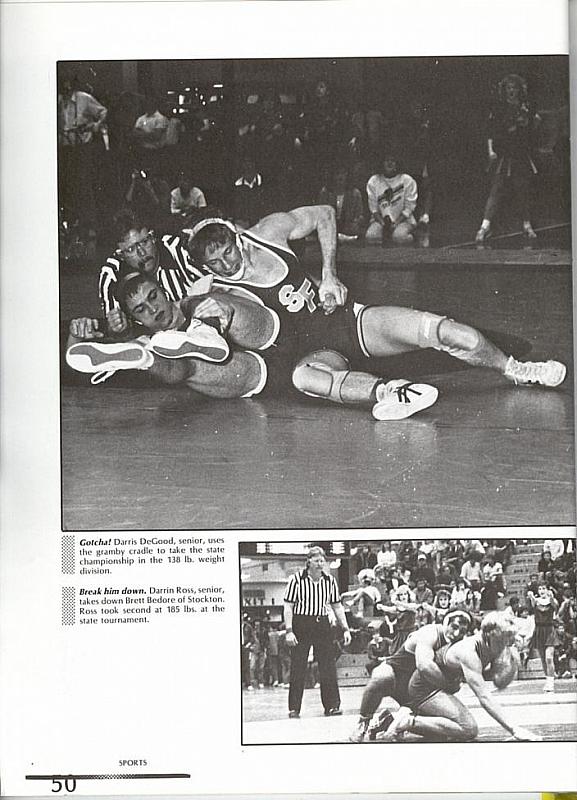 SF
Gotcha! Darris DeGood, senior, uses
the gramby cradle to take the state
championship in the 138 lb. weight
division.
Break him down. Darrin Ross, senior,
takes down Brett Bedore of Stockton.
Ross took second at 185 lbs. at the
state tournament.
SPORTS
50